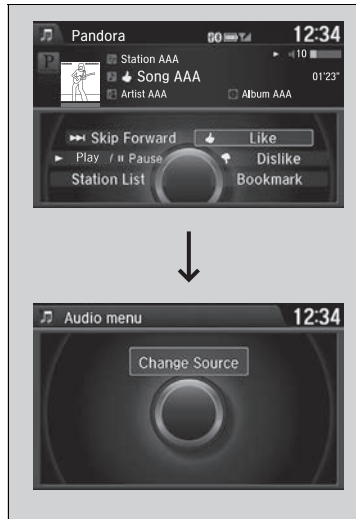 Pandora 12:34
Station AAA 10
Song AAA 01'23"
Artist AAA Album AAA
Skip Forward Like
Play / Pause Dislike
Station List Bookmark
Audio menu 12:34
Change Source